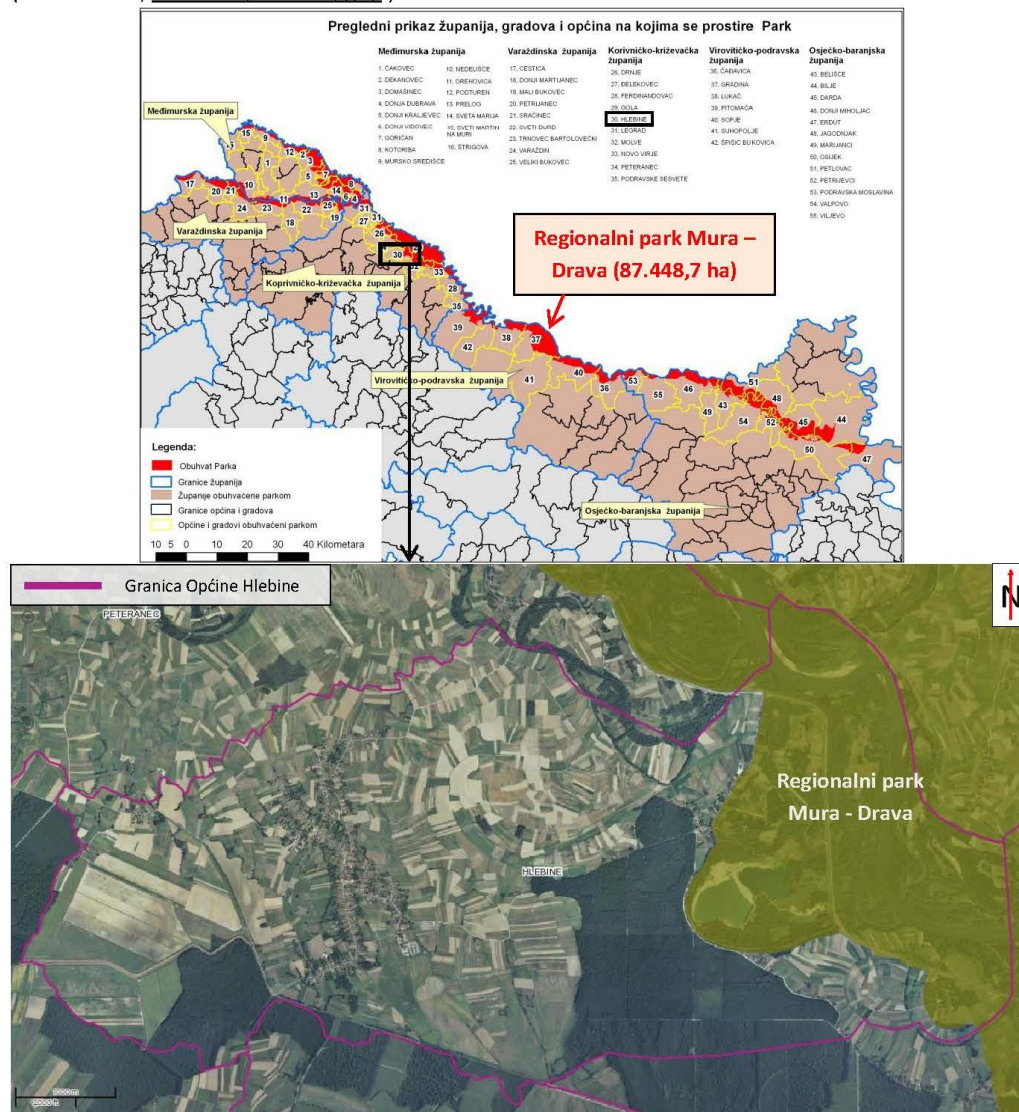 Pregledni prikaz županija, gradova i općina na kojima se prostire Park
Međimurska županija
1, ČAKOVEC
2, DEKANOVEC
3, DOMAŠINEC
4, DONJA DUBRAVA
5, DONJI KRALJEVEC
6, DONJI VIDOVEC
7, GORIČAN
8, KOTORIBA
9, MURSKO SREDIŠĆE
10, NEDELIŠĆE
11, OREHOVICA
12, PODTUREN
13, PRELOG
14, SVETA MARIJA
15, SVETI MARTIN
NA MURI
16, ŠTRIGOVA
Varaždinska županija
17, CESTICA
18, DONJI MARTIJANEC
19, MALI BUKOVEC
20, PETRIJANEC
21, SRAČINEC
22, SVETI ĐURĐ
23, TRNOVEC BARTOLOVEČKI
24, VARAŽDIN
25, VELIKI BUKOVEC
Korivničko-križevačka
županija
26, DRNJE
27, ĐELEKOVEC
28, FERDINANDOVAC
29, GOLA
30, HLEBINE
31, LEGRAD
32, MOLVE
33, NOVO VIRJE
34, PETERANEC
35, PODRAVSKE SESVETE
Virovitičko-podravska
županija
36, ČAĐAVICA
37, GRADINA
38, LUKAČ
39, PITOMAČA
40, SOPJE
41, SUHOPOLJE
42, ŠPIŠIĆ BUKOVICA
Osječko-baranjska
županija
43, BELIŠĆE
44, BILJE
45, DARDA
46, DONJI MIHOLJAC
47, ERDUT
48, JAGODNJAK
49, MARIJANCI
50, OSIJEK
51, PETLOVAC
52, PETRIJEVCI
53, PODRAVSKA MOSLAVINA
54, VALPOVO
55, VILJEVO
Međimurska županija
Varaždinska županija
Koprivničko-križevačka županija
Virovitičko-podravska županija
Osječko-baranjska županija
Regionalni park Mura –
Drava (87.448,7 ha)
Legenda:
Obuhvat Parka
Granice županija
Županije obuhvaćene parkom
Granice općina i gradova
Općine i gradovi obuhvaćeni parkom
10 5 0 10 20 30 40 Kilometara
Granica Općine Hlebine
N
PETERANEC
Regionalni park
Mura - Drava
HLEBINE
1000 m